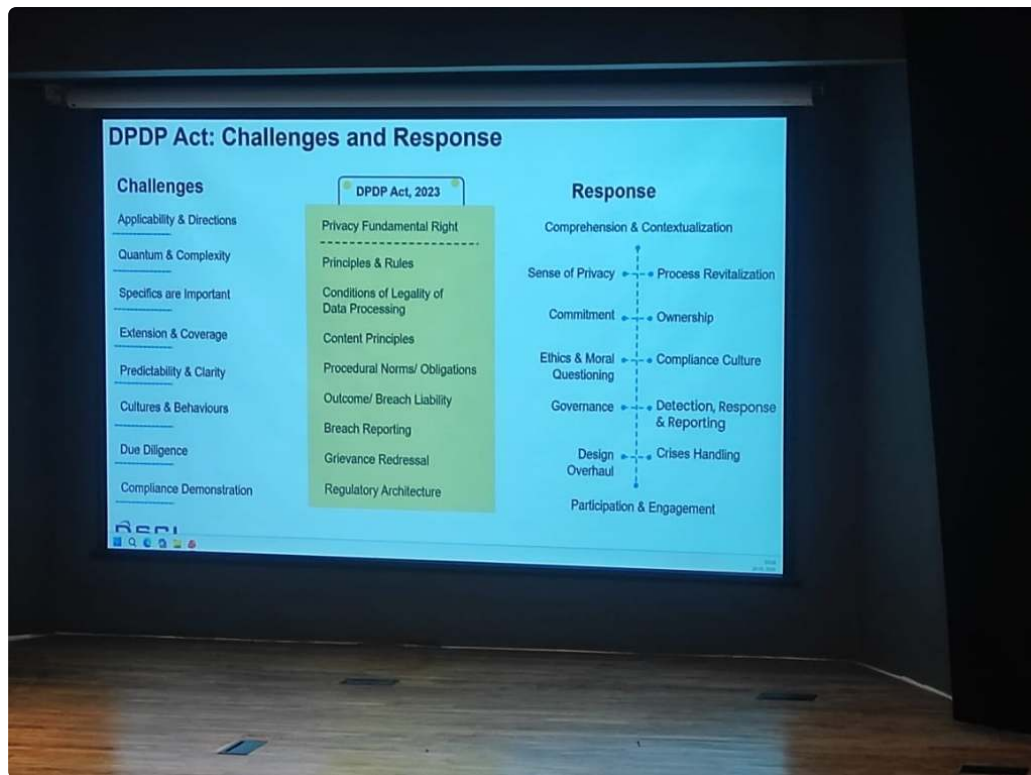 DPDP Act: Challenges and Response
Challenges
Applicability & Directions
Quantum & Complexity
Specifics are Important
Extension & Coverage
Predictability & Clarity
Cultures & Behaviours
Due Diligence
Compliance Demonstration
DPDP Act, 2023
Privacy Fundamental Right
Principles & Rules
Conditions of Legality of
Data Processing
Content Principles
Procedural Norms/ Obligations
Outcome/ Breach Liability
Breach Reporting
Grievance Redressal
Regulatory Architecture
Response
Comprehension & Contextualization
Sense of Privacy
Process Revitalization
Commitment
Ownership
Ethics & Moral
Questioning
Compliance Culture
Governance
Detection, Response
& Reporting
Design
Overhaul
Crises Handling
Participation & Engagement